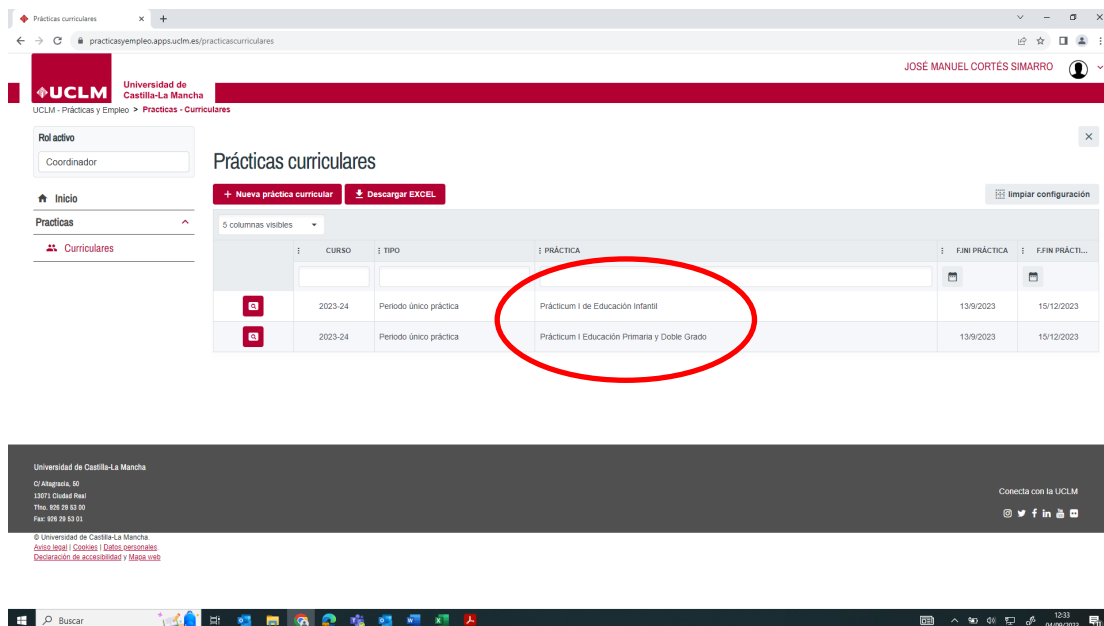 Prácticas curriculares
practicasyempleo.apps.uclm.es/practicascurriculares
JOSÉ MANUEL CORTÉS SIMARRO
UCLM
Universidad de
Castilla-La Mancha
UCLM - Prácticas y Empleo > Practicas - Curriculares
Rol activo
Coordinador
Inicio
Practicas
Curriculares
Prácticas curriculares
+ Nueva práctica curricular
Descargar EXCEL
limpiar configuración
5 columnas visibles
CURSO TIPO PRÁCTICA F.INI PRÁCTICA F.FIN PRÁCTI...
2023-24 Periodo único práctica Prácticum I de Educación Infantil 13/9/2023 15/12/2023
2023-24 Periodo único práctica Prácticum I Educación Primaria y Doble Grado 13/9/2023 15/12/2023
Universidad de Castilla-La Mancha
C/ Altagracia, 50
13071 Ciudad Real
Tfno. 926 29 53 00
Fax: 926 29 53 01
Conecta con la UCLM
© Universidad de Castilla-La Mancha.
Aviso legal | Cookies | Datos personales.
Declaración de accesibilidad y Mapa web
Buscar
12:33
04/09/2023